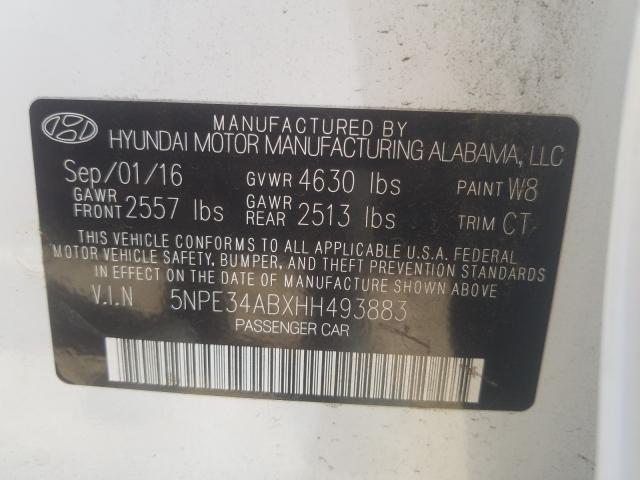 MANUFACTURED BY
HYUNDAI MOTOR MANUFACTURING ALABAMA, LLC
Sep/01/16 GVWR 4630 lbs PAINT W8
GAWR FRONT 2557 lbs GAWR REAR 2513 lbs TRIM CT
THIS VEHICLE CONFORMS TO ALL APPLICABLE U.S.A. FEDERAL
MOTOR VEHICLE SAFETY, BUMPER, AND THEFT PREVENTION STANDARDS
IN EFFECT ON THE DATE OF MANUFACTURE SHOWN ABOVE.
V.I.N 5NPE34ABXHH493883
PASSENGER CAR